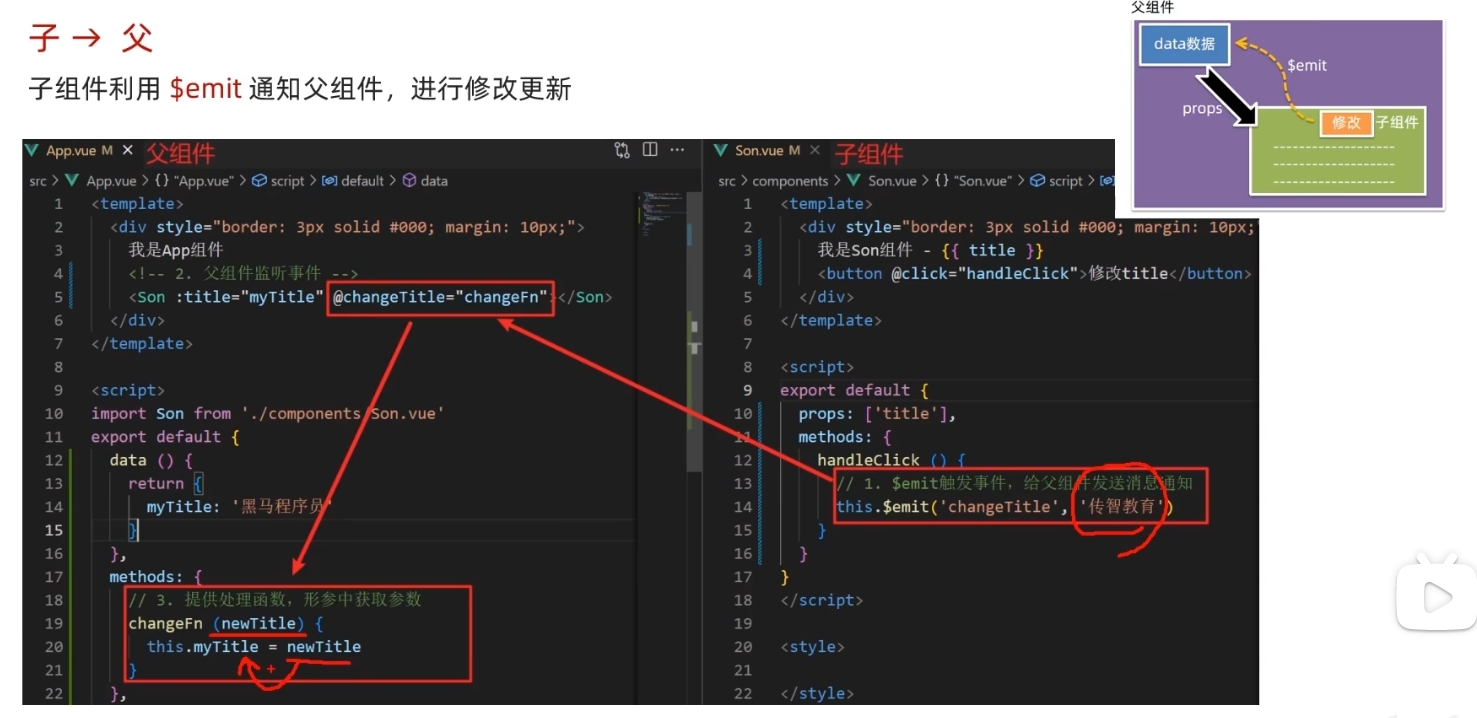 子 → 父
子组件利用 $emit 通知父组件，进行修改更新
父组件
data数据
$emit
props
修改 子组件
App.vue M ×
父组件
src > App.vue > {} "App.vue" > script > default > data
1 <template>
2 <div style="border: 3px solid #000; margin: 10px;">
3 我是App组件
4 <!-- 2. 父组件监听事件 -->
5 <Son :title="myTitle" @changeTitle="changeFn"></Son>
6 </div>
7 </template>
8
9 <script>
10 import Son from './components/Son.vue'
11 export default {
12 data () {
13 return {
14 myTitle: '黑马程序员'
15 }
16 },
17 methods: {
18 // 3. 提供处理函数，形参中获取参数
19 changeFn (newTitle) {
20 this.myTitle = newTitle
21 }
22 },
Son.vue M ×
子组件
src > components > Son.vue > {} "Son.vue" > script >
1 <template>
2 <div style="border: 3px solid #000; margin: 10px;
3 我是Son组件 - {{ title }}
4 <button @click="handleClick">修改title</button>
5 </div>
6 </template>
7
8 <script>
9 export default {
10 props: ['title'],
11 methods: {
12 handleClick () {
13 // 1. $emit触发事件，给父组件发送消息通知
14 this.$emit('changeTitle', '传智教育')
15 }
16 }
17 }
18 </script>
19
20 <style>
21
22 </style>